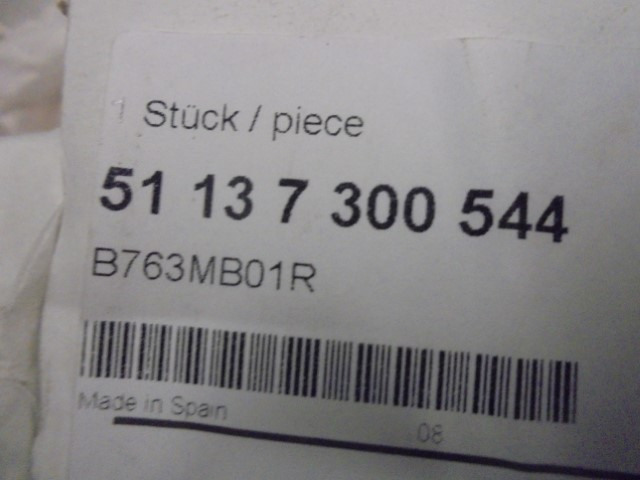 1 Stück / piece
51 13 7 300 544
B763MB01R
Made in Spain
08